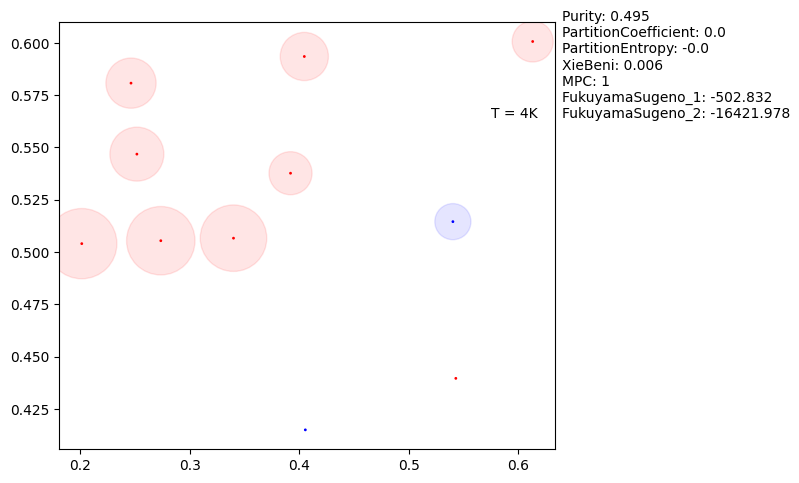 Purity: 0.495
PartitionCoefficient: 0.0
PartitionEntropy: -0.0
XieBeni: 0.006
MPC: 1
FukuyamaSugeno_1: -502.832
FukuyamaSugeno_2: -16421.978
T = 4K
0.600
0.575
0.550
0.525
0.500
0.475
0.450
0.425
0.2 0.3 0.4 0.5 0.6